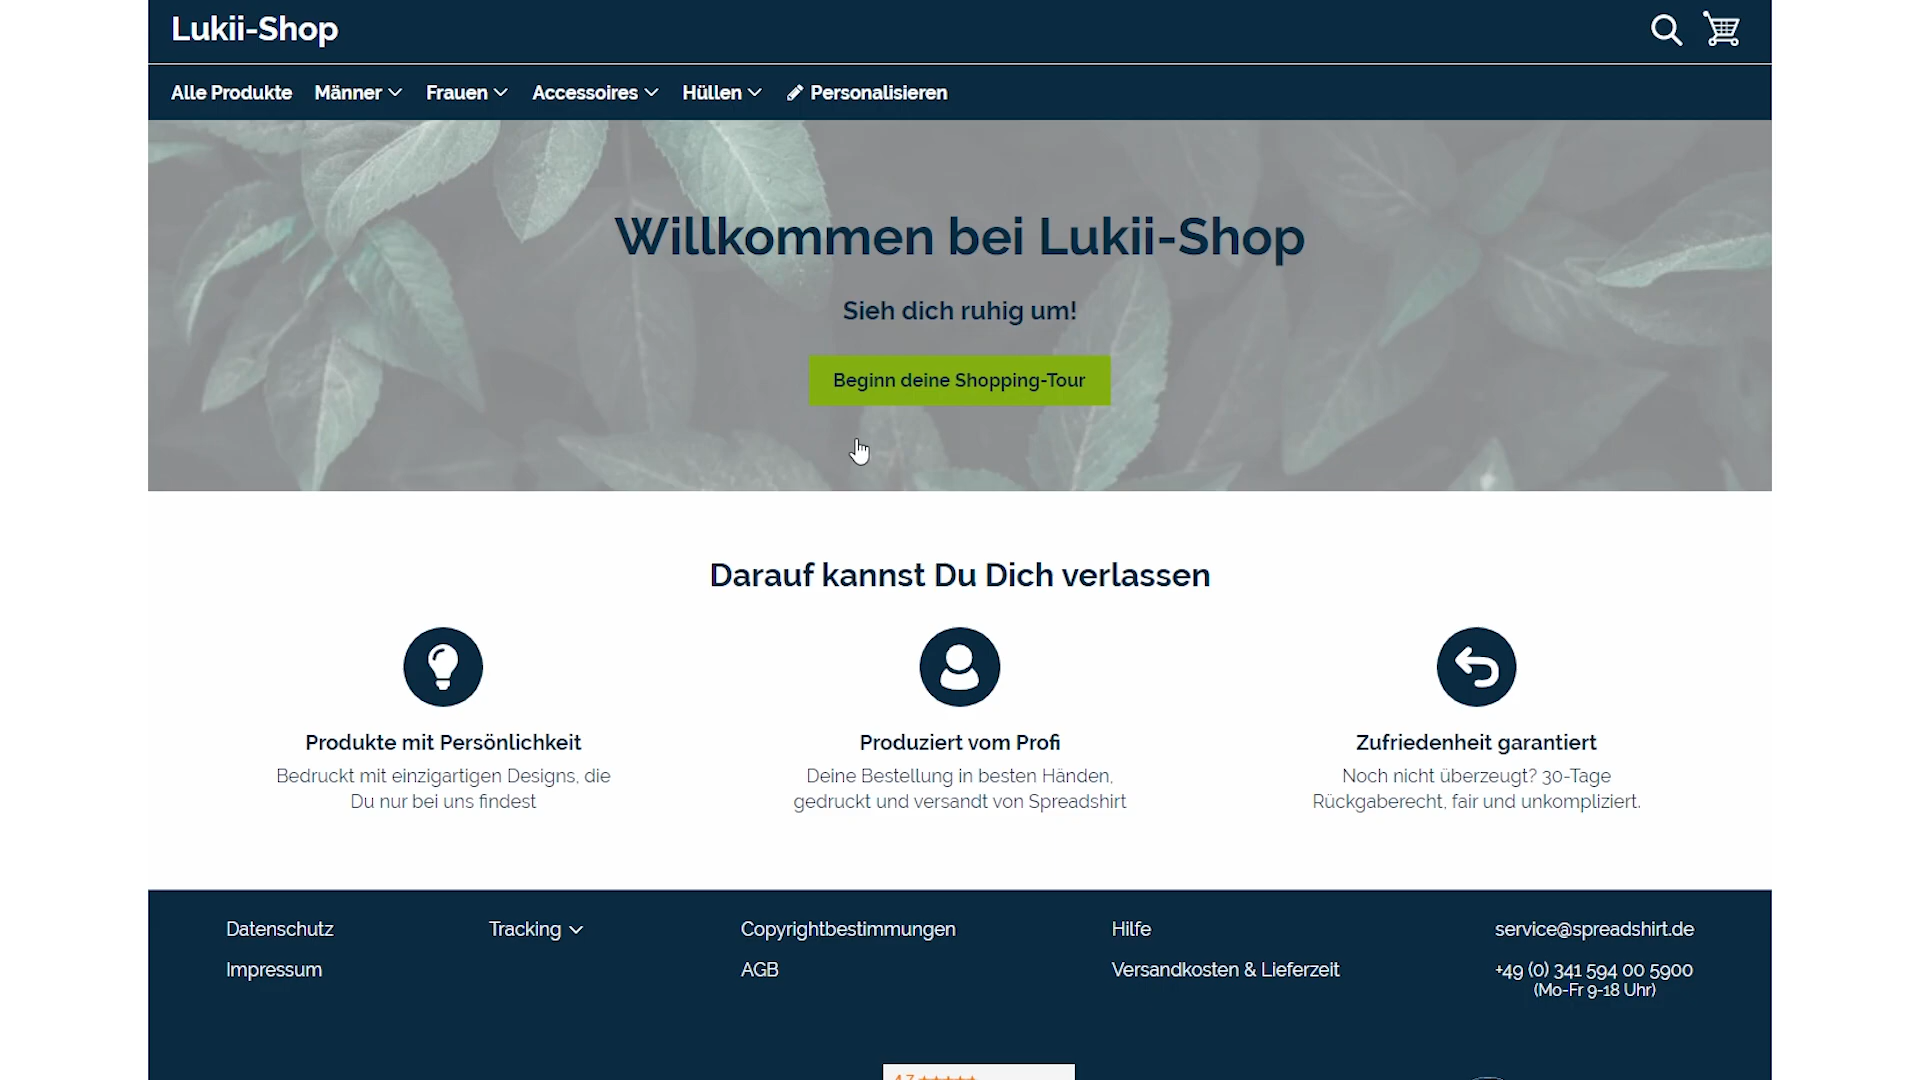 Lukii-Shop
Alle Produkte Männer Frauen Accessoires Hüllen Personalisieren
Willkommen bei Lukii-Shop
Sieh dich ruhig um!
Beginn deine Shopping-Tour
Darauf kannst Du Dich verlassen
Produkte mit Persönlichkeit
Bedruckt mit einzigartigen Designs, die
Du nur bei uns findest
Produziert vom Profi
Deine Bestellung in besten Händen,
gedruckt und versandt von Spreadshirt
Zufriedenheit garantiert
Noch nicht überzeugt? 30-Tage
Rückgaberecht, fair und unkompliziert.
Datenschutz
Impressum
Tracking
Copyrightbestimmungen
AGB
Hilfe
Versandkosten & Lieferzeit
service@spreadshirt.de
+49 (0) 341 594 00 5900
(Mo-Fr 9-18 Uhr)